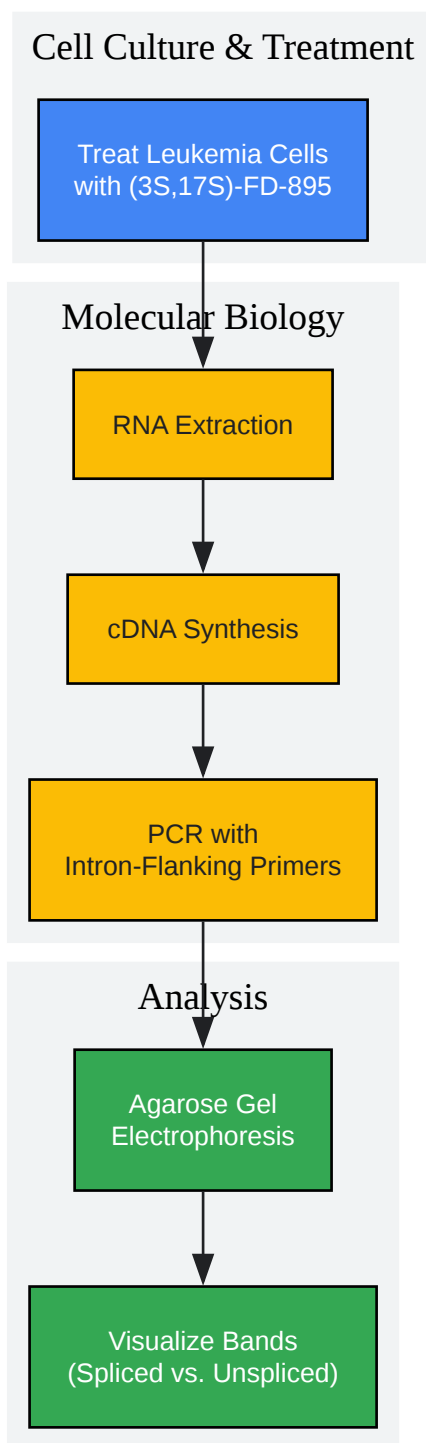 Cell Culture & Treatment
Treat Leukemia Cells
with (3S,17S)-FD-895
Molecular Biology
RNA Extraction
cDNA Synthesis
PCR with
Intron-Flanking Primers
Analysis
Agarose Gel
Electrophoresis
Visualize Bands
(Spliced vs. Unspliced)